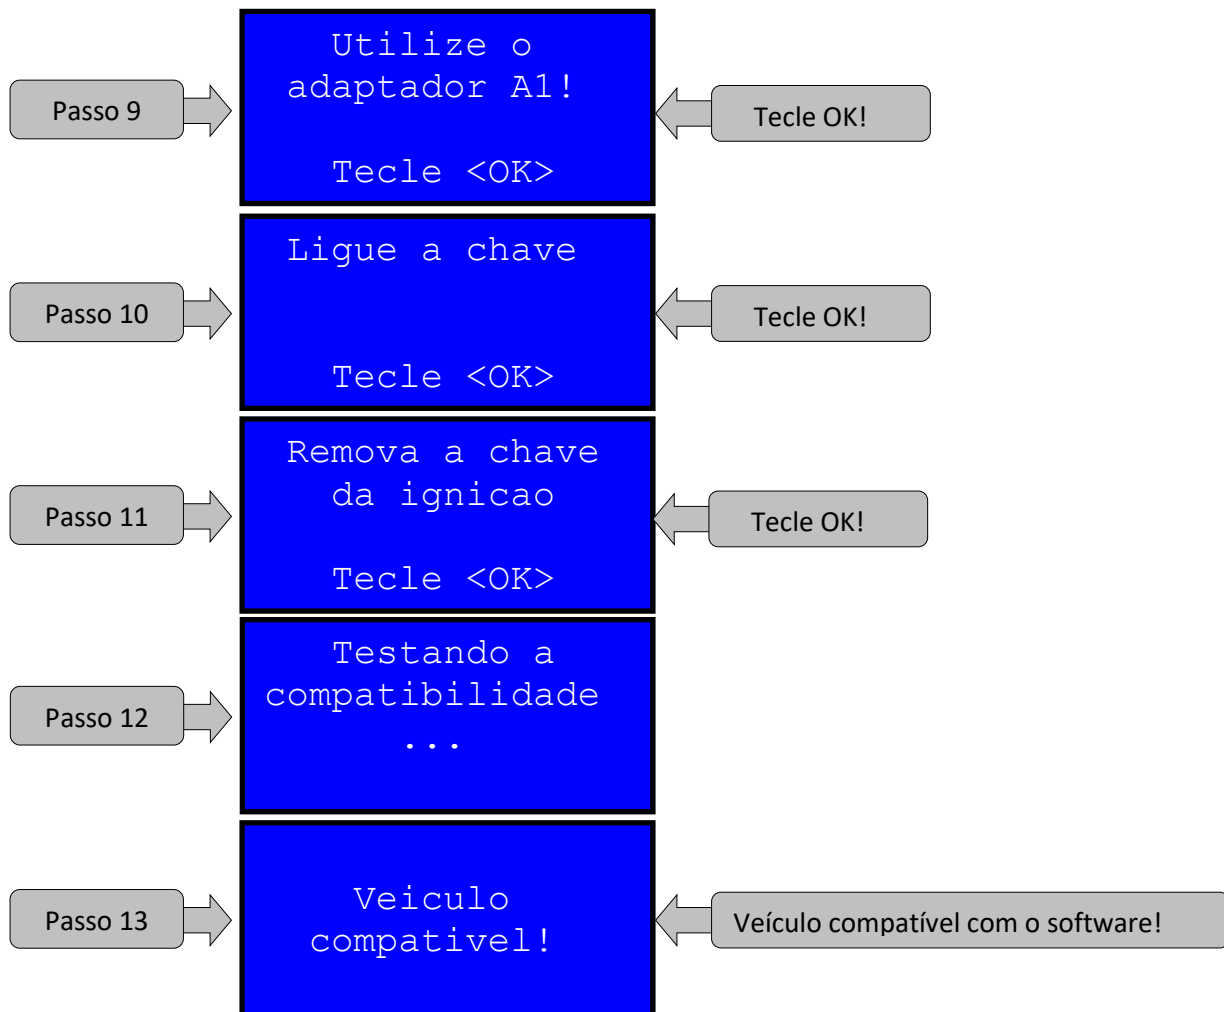 Passo 9
Utilize o
adaptador A1!
Tecle <OK>
Tecle OK!
Passo 10
Ligue a chave
Tecle <OK>
Tecle OK!
Passo 11
Remova a chave
da ignicao
Tecle <OK>
Tecle OK!
Passo 12
Testando a
compatibilidade
...
Passo 13
Veiculo
compativel!
Veículo compatível com o software!